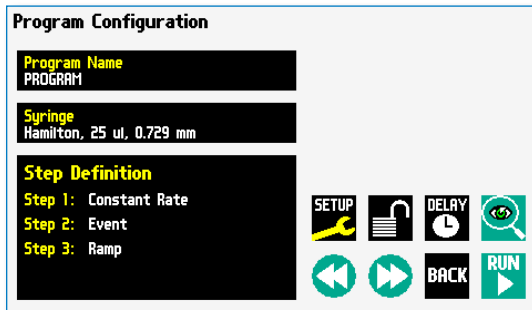 Program Configuration
Program Name
PROGRAM
Syringe
Hamilton, 25 ul, 0.729 mm
Step Definition
Step 1: Constant Rate
Step 2: Event
Step 3: Ramp
SETUP
DELAY
BACK
RUN